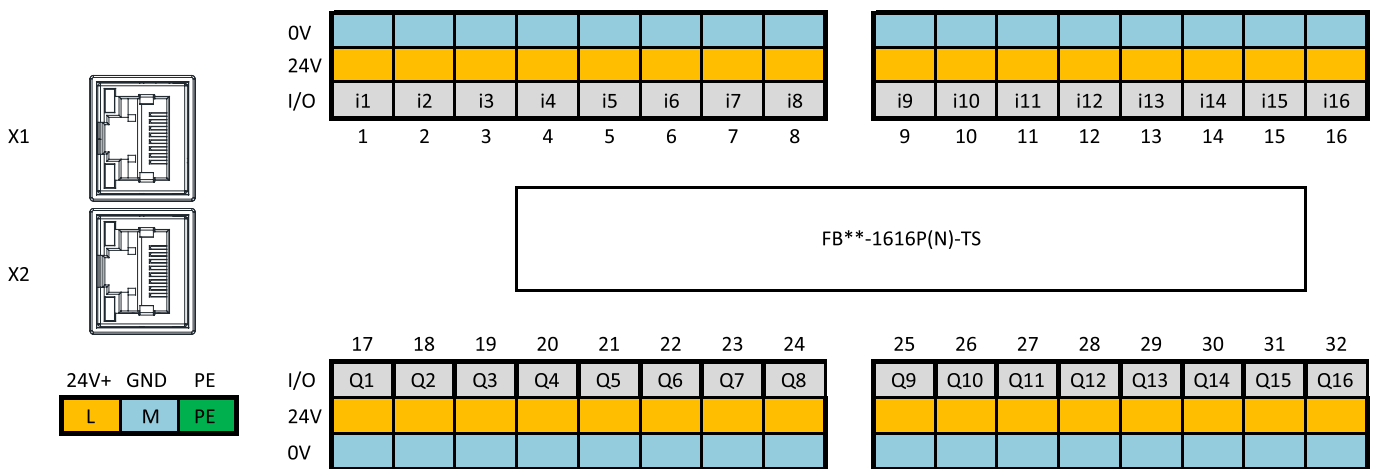 0V
24V
I/O i1 i2 i3 i4 i5 i6 i7 i8 i9 i10 i11 i12 i13 i14 i15 i16
X1 1 2 3 4 5 6 7 8 9 10 11 12 13 14 15 16
FB**-1616P(N)-TS
X2
17 18 19 20 21 22 23 24 25 26 27 28 29 30 31 32
24V+ GND PE I/O Q1 Q2 Q3 Q4 Q5 Q6 Q7 Q8 Q9 Q10 Q11 Q12 Q13 Q14 Q15 Q16
L M PE 24V
0V